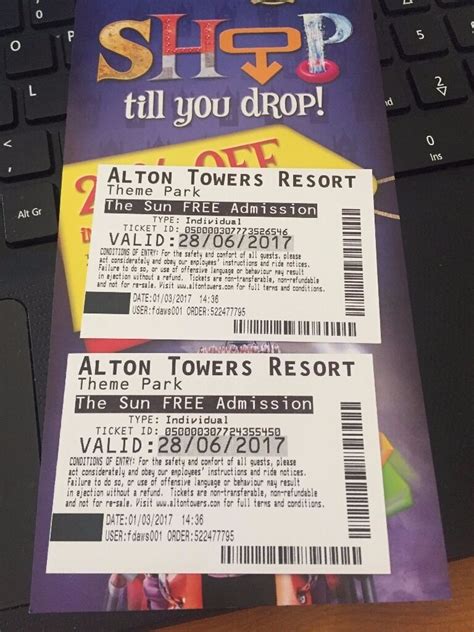 SHOP
till you dROP!
OFF
ALTON TOWERS RESORT
Theme Park
The Sun FREE Admission
TYPE: Individual
TICKET ID: 05000030773526546
VALID:28/06/2017
CONDITIONS OF ENTRY: For the safety and comfort of all guests, please
act considerately and obey our employees' instructions and ride notices.
Failure to do so, or use of offensive language or behaviour may result
in ejection without a refund. Tickets are non-transferable, non-refundable
and not for re-sale. Visit www.altontowers.com for full terms and conditions.
DATE:01/03/2017 14:36
USER:fdaws001 ORDER:522477795
ALTON TOWERS RESORT
Theme Park
The Sun FREE Admission
TYPE: Individual
TICKET ID: 050000307724355450
VALID:28/06/2017
CONDITIONS OF ENTRY: For the safety and comfort of all guests, please
act considerately and obey our employees' instructions and ride notices.
Failure to do so, or use of offensive language or behaviour may result
in ejection without a refund. Tickets are non-transferable, non-refundable
and not for re-sale. Visit www.altontowers.com for full terms and conditions.
DATE:01/03/2017 14:36
USER:fdaws001 ORDER:522477795
Alt Gr
0
Ins